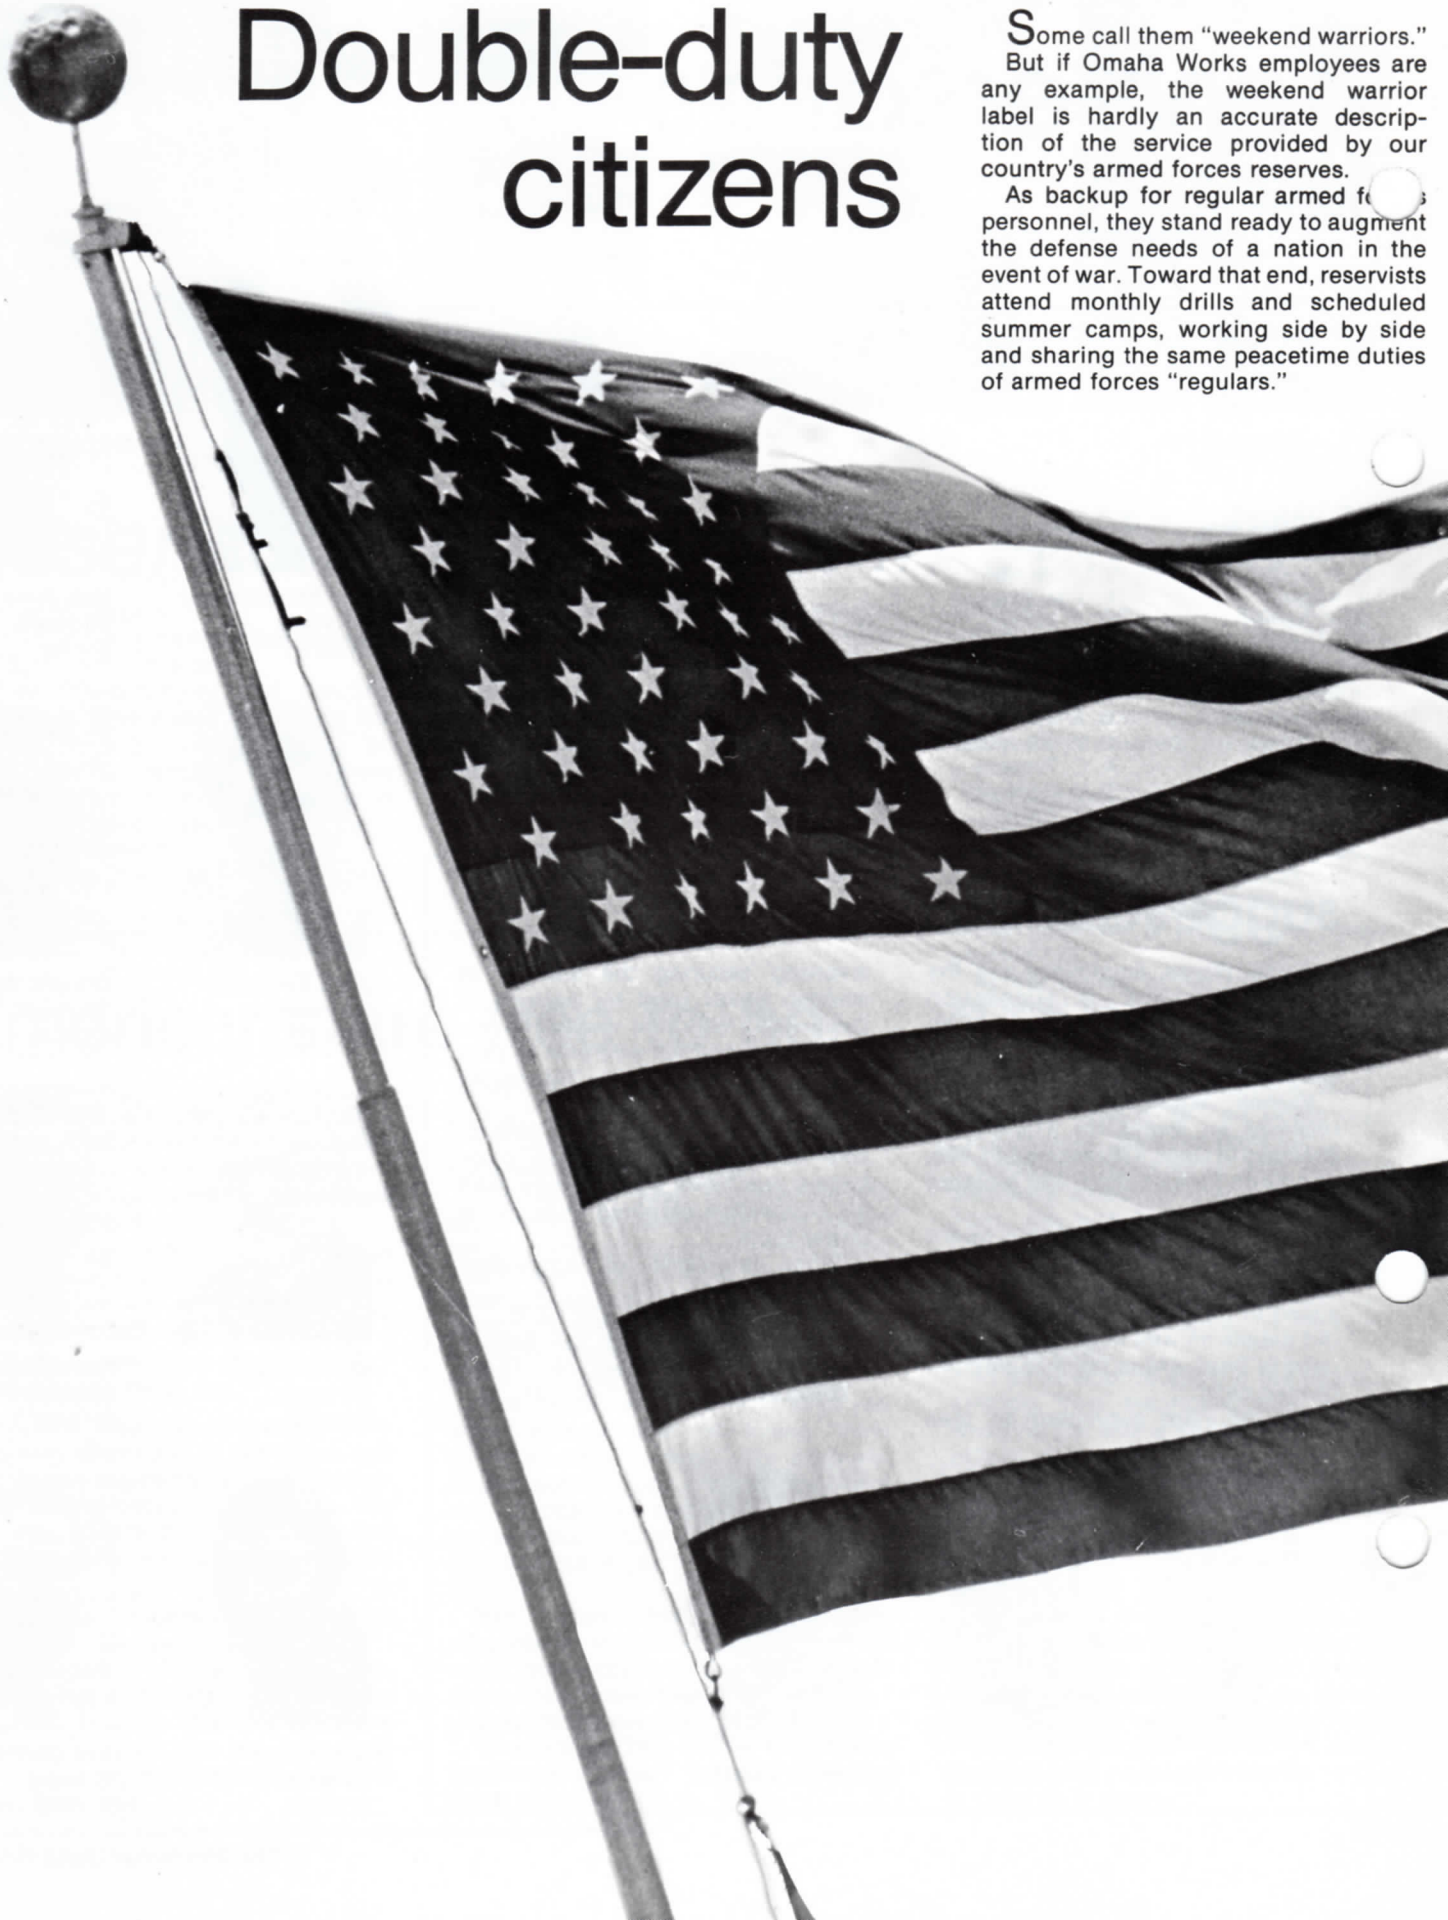 Double-duty
citizens
Some call them “weekend warriors.”
But if Omaha Works employees are
any example, the weekend warrior
label is hardly an accurate descrip-
tion of the service provided by our
country's armed forces reserves.
As backup for regular armed
personnel, they stand ready to augment
the defense needs of a nation in the
event of war. Toward that end, reservists
attend monthly drills and scheduled
summer camps, working side by side
and sharing the same peacetime duties
of armed forces “regulars.”